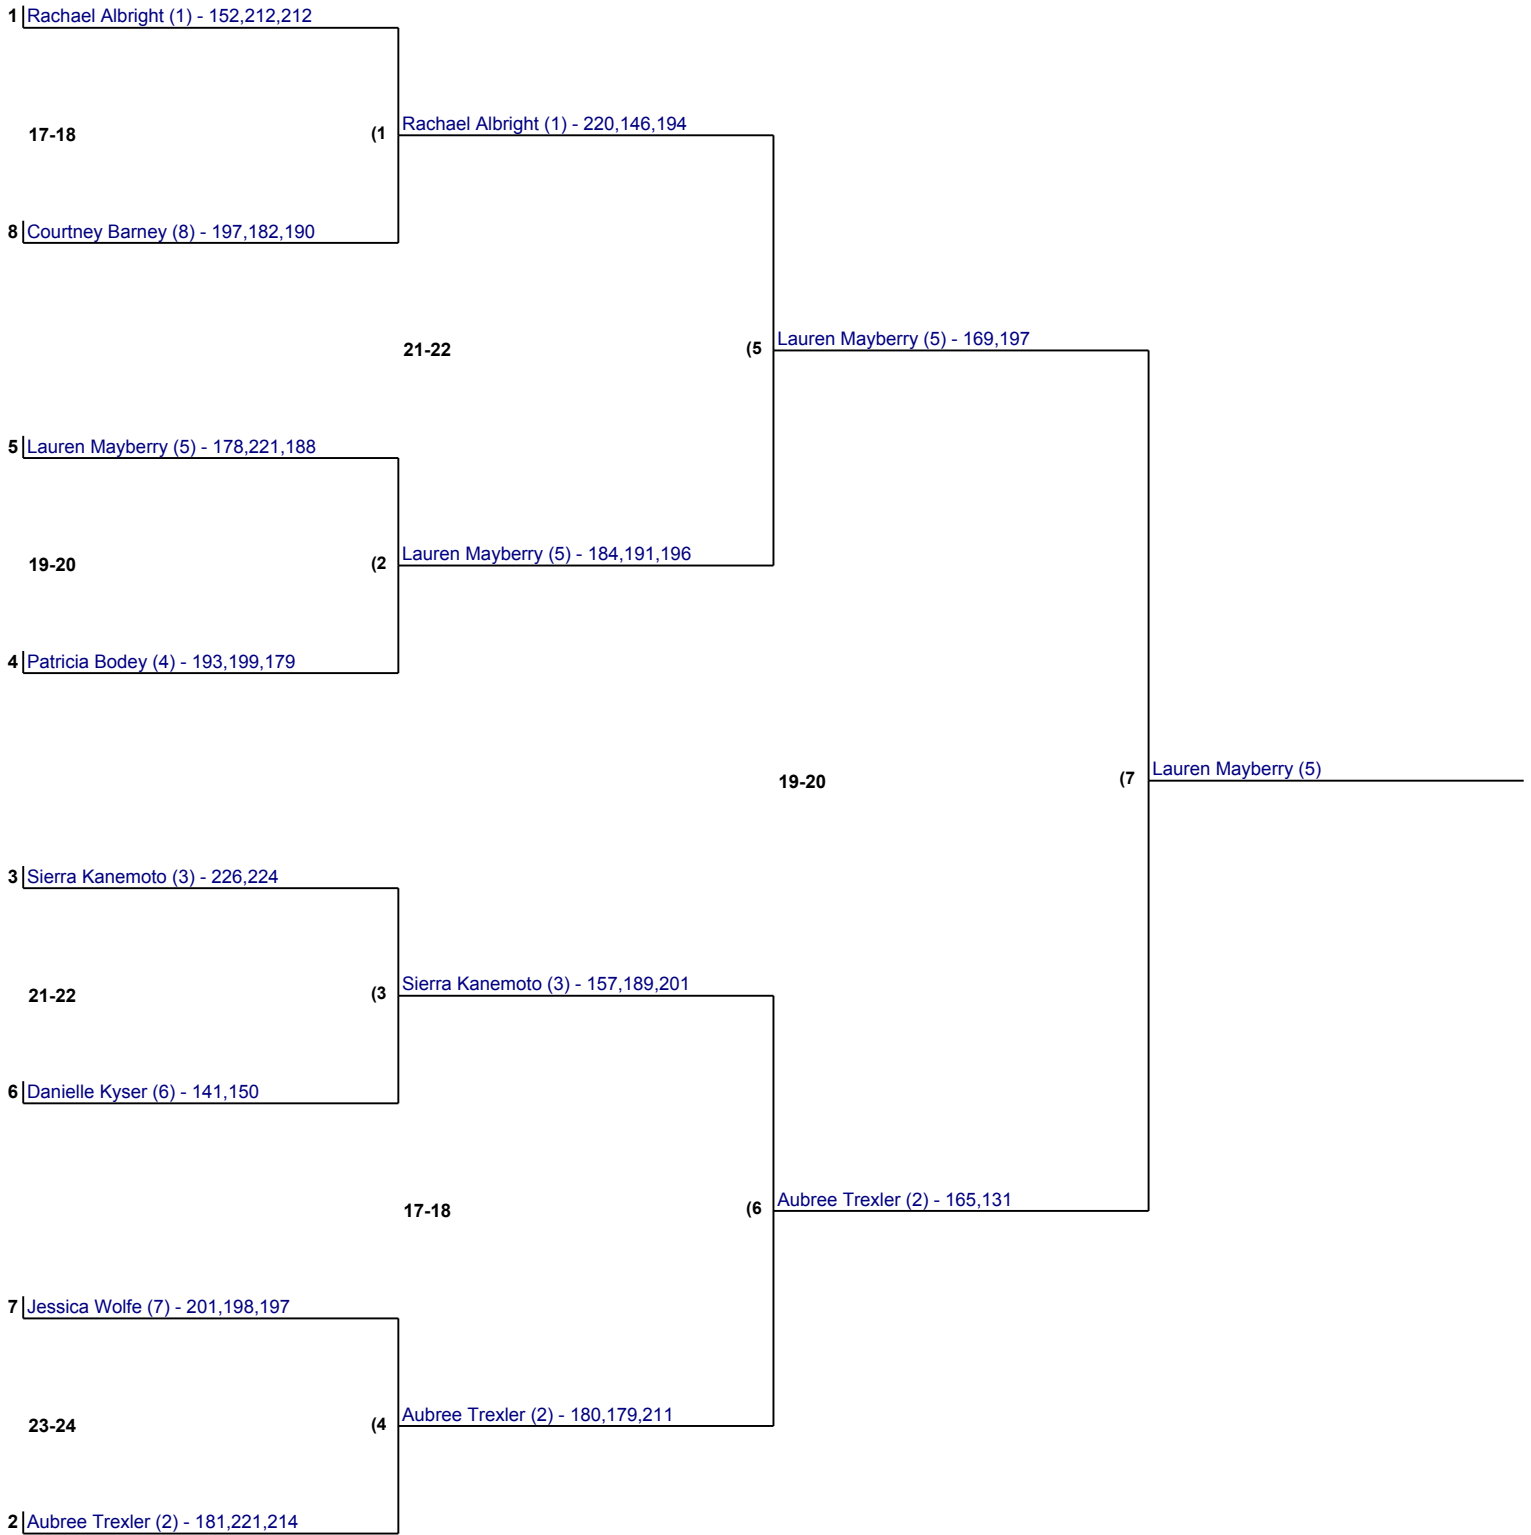 1 Rachael Albright (1) - 152,212,212
17-18 (1
Rachael Albright (1) - 220,146,194
8 Courtney Barney (8) - 197,182,190
21-22 (5
Lauren Mayberry (5) - 169,197
5 Lauren Mayberry (5) - 178,221,188
19-20 (2
Lauren Mayberry (5) - 184,191,196
4 Patricia Bodey (4) - 193,199,179
19-20 (7
Lauren Mayberry (5)
3 Sierra Kanemoto (3) - 226,224
21-22 (3
Sierra Kanemoto (3) - 157,189,201
6 Danielle Kyser (6) - 141,150
17-18 (6
Aubree Trexler (2) - 165,131
7 Jessica Wolfe (7) - 201,198,197
23-24 (4
Aubree Trexler (2) - 180,179,211
2 Aubree Trexler (2) - 181,221,214